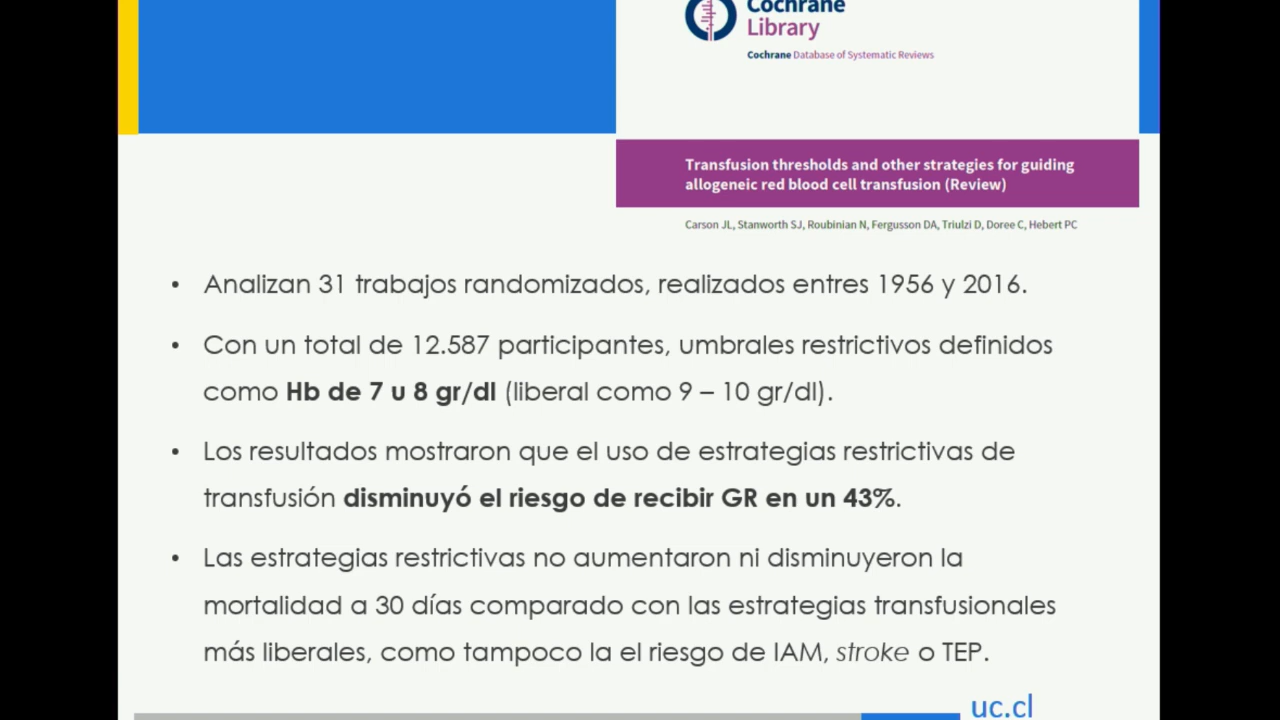 Cochrane
Library
Cochrane Database of Systematic Reviews
Transfusion thresholds and other strategies for guiding
allogeneic red blood cell transfusion (Review)
Carson JL, Stanworth SJ, Roubinian N, Fergusson DA, Triulzi D, Doree C, Hebert PC
• Analizan 31 trabajos randomizados, realizados entres 1956 y 2016.
• Con un total de 12.587 participantes, umbrales restrictivos definidos
como Hb de 7 u 8 gr/dl (liberal como 9 – 10 gr/dl).
• Los resultados mostraron que el uso de estrategias restrictivas de
transfusión disminuyó el riesgo de recibir GR en un 43%.
• Las estrategias restrictivas no aumentaron ni disminuyeron la
mortalidad a 30 días comparado con las estrategias transfusionales
más liberales, como tampoco la el riesgo de IAM, stroke o TEP.
uc.cl